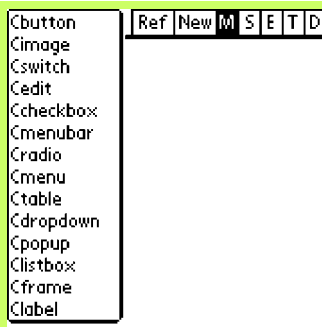 Cbutton
Ref New M S E T D
Cimage
Cswitch
Cedit
Ccheckbox
Cmenubar
Cradio
Cmenu
Ctable
Cdropdown
Cpopup
Clistbox
Cframe
Clabel